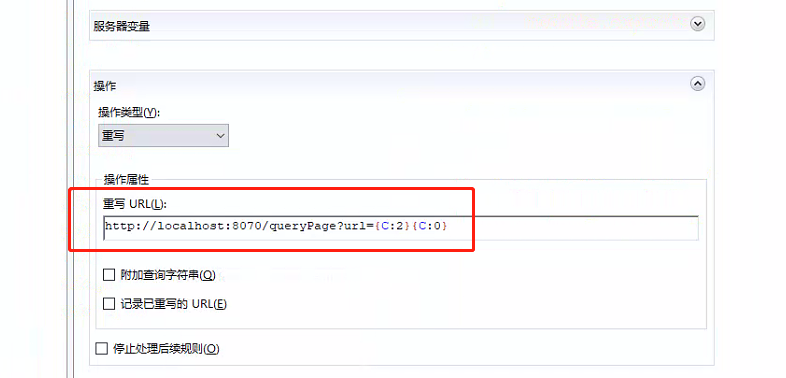 服务器变量
操作
操作类型(Y):
重写
操作属性
重写 URL(L):
http://localhost:8070/queryPage?url={C:2}{C:0}
附加查询字符串(Q)
记录已重写的 URL(E)
停止处理后续规则(O)